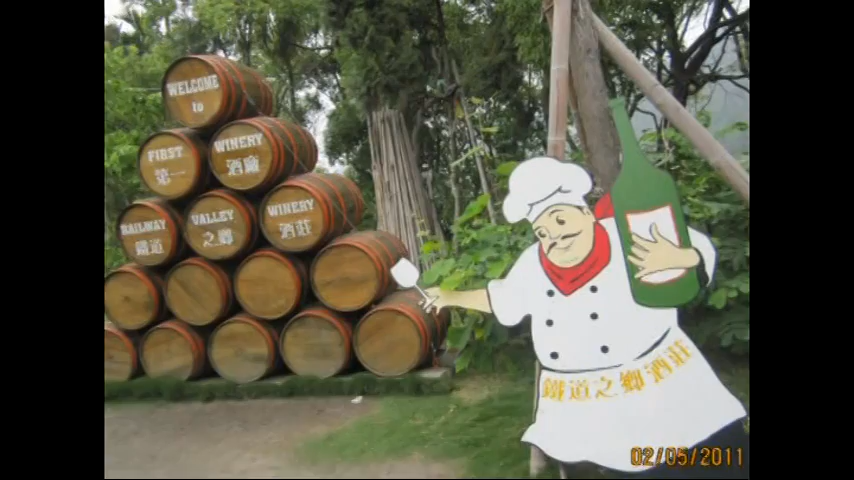 WELCOME
to
FIRST
第一
WINERY
酒廠
RAILWAY
鐵道
VALLEY
之鄉
WINERY
酒莊
鐵道之鄉酒莊
02/05/2011